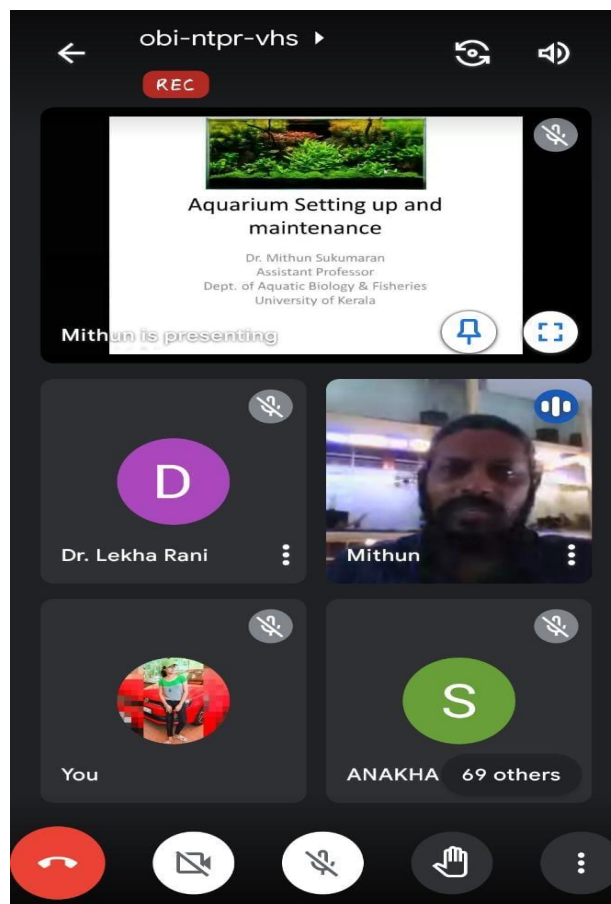 obi-ntpr-vhs
REC
Aquarium Setting up and
maintenance
Dr. Mithun Sukumaran
Assistant Professor
Dept. of Aquatic Biology & Fisheries
University of Kerala
Mithun is presenting
D
Dr. Lekha Rani
Mithun
You
S
ANAKHA
69 others